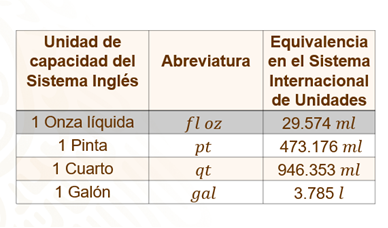 Unidad de capacidad del Sistema Inglés | Abreviatura | Equivalencia en el Sistema Internacional de Unidades
1 Onza líquida | fl oz | 29.574 ml
1 Pinta | pt | 473.176 ml
1 Cuarto | qt | 946.353 ml
1 Galón | gal | 3.785 l